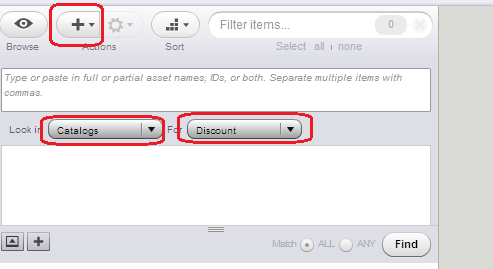 Filter items... 0
Browse Actions Sort Select all none
Type or paste in full or partial asset names, IDs, or both. Separate multiple items with
commas.
Look in Catalogs For Discount
Match ALL ANY Find